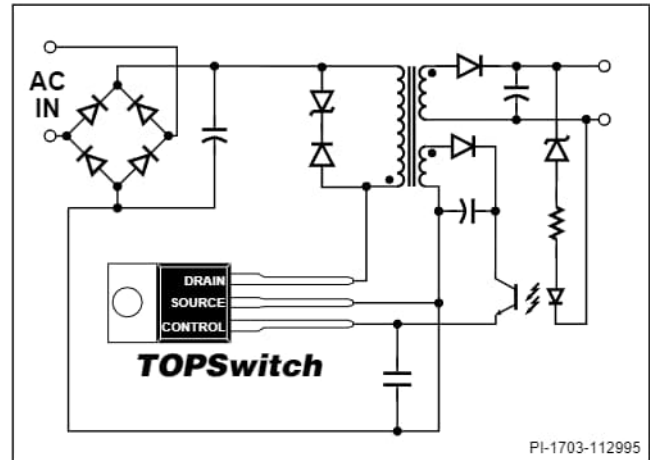 AC
IN
DRAIN
SOURCE
CONTROL
TOPSwitch
PI-1703-112995